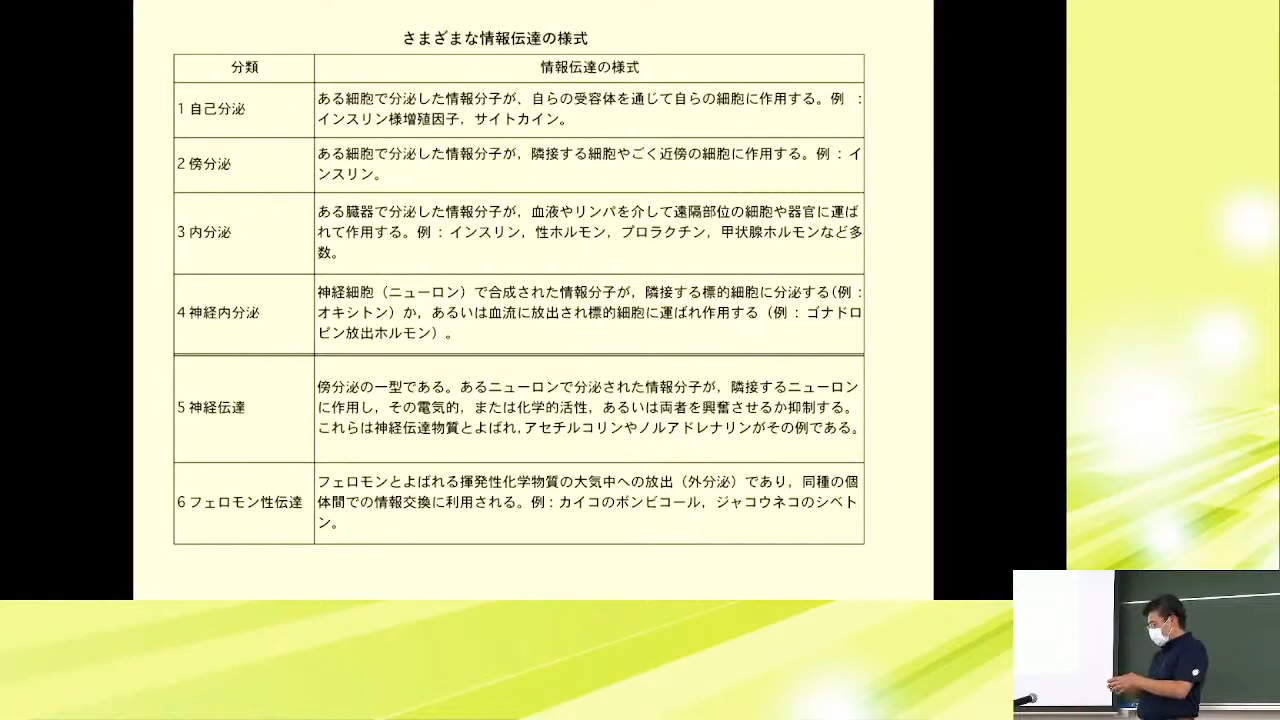 さまざまな情報伝達の様式
分類
情報伝達の様式
1 自己分泌
ある細胞で分泌した情報分子が、自らの受容体を通じて自らの細胞に作用する。例 :
インスリン様増殖因子，サイトカイン。
2 傍分泌
ある細胞で分泌した情報分子が，隣接する細胞やごく近傍の細胞に作用する。例 : イ
ンスリン。
3 内分泌
ある臓器で分泌した情報分子が，血液やリンパを介して遠隔部位の細胞や器官に運ば
れて作用する。例 : インスリン，性ホルモン，プロラクチン，甲状腺ホルモンなど多
数。
4 神経内分泌
神経細胞（ニューロン）で合成された情報分子が，隣接する標的細胞に分泌する(例 :
オキシトン）か，あるいは血流に放出され標的細胞に運ばれ作用する（例 : ゴナドロ
ピン放出ホルモン）。
5 神経伝達
傍分泌の一型である。あるニューロンで分泌された情報分子が，隣接するニューロン
に作用し，その電気的，または化学的活性，あるいは両者を興奮させるか抑制する。
これらは神経伝達物質とよばれ，アセチルコリンやノルアドレナリンがその例である。
6 フェロモン性伝達
フェロモンとよばれる揮発性化学物質の大気中への放出（外分泌）であり，同種の個
体間での情報交換に利用される。例 : カイコのボンビコール，ジャコウネコのシベト
ン。